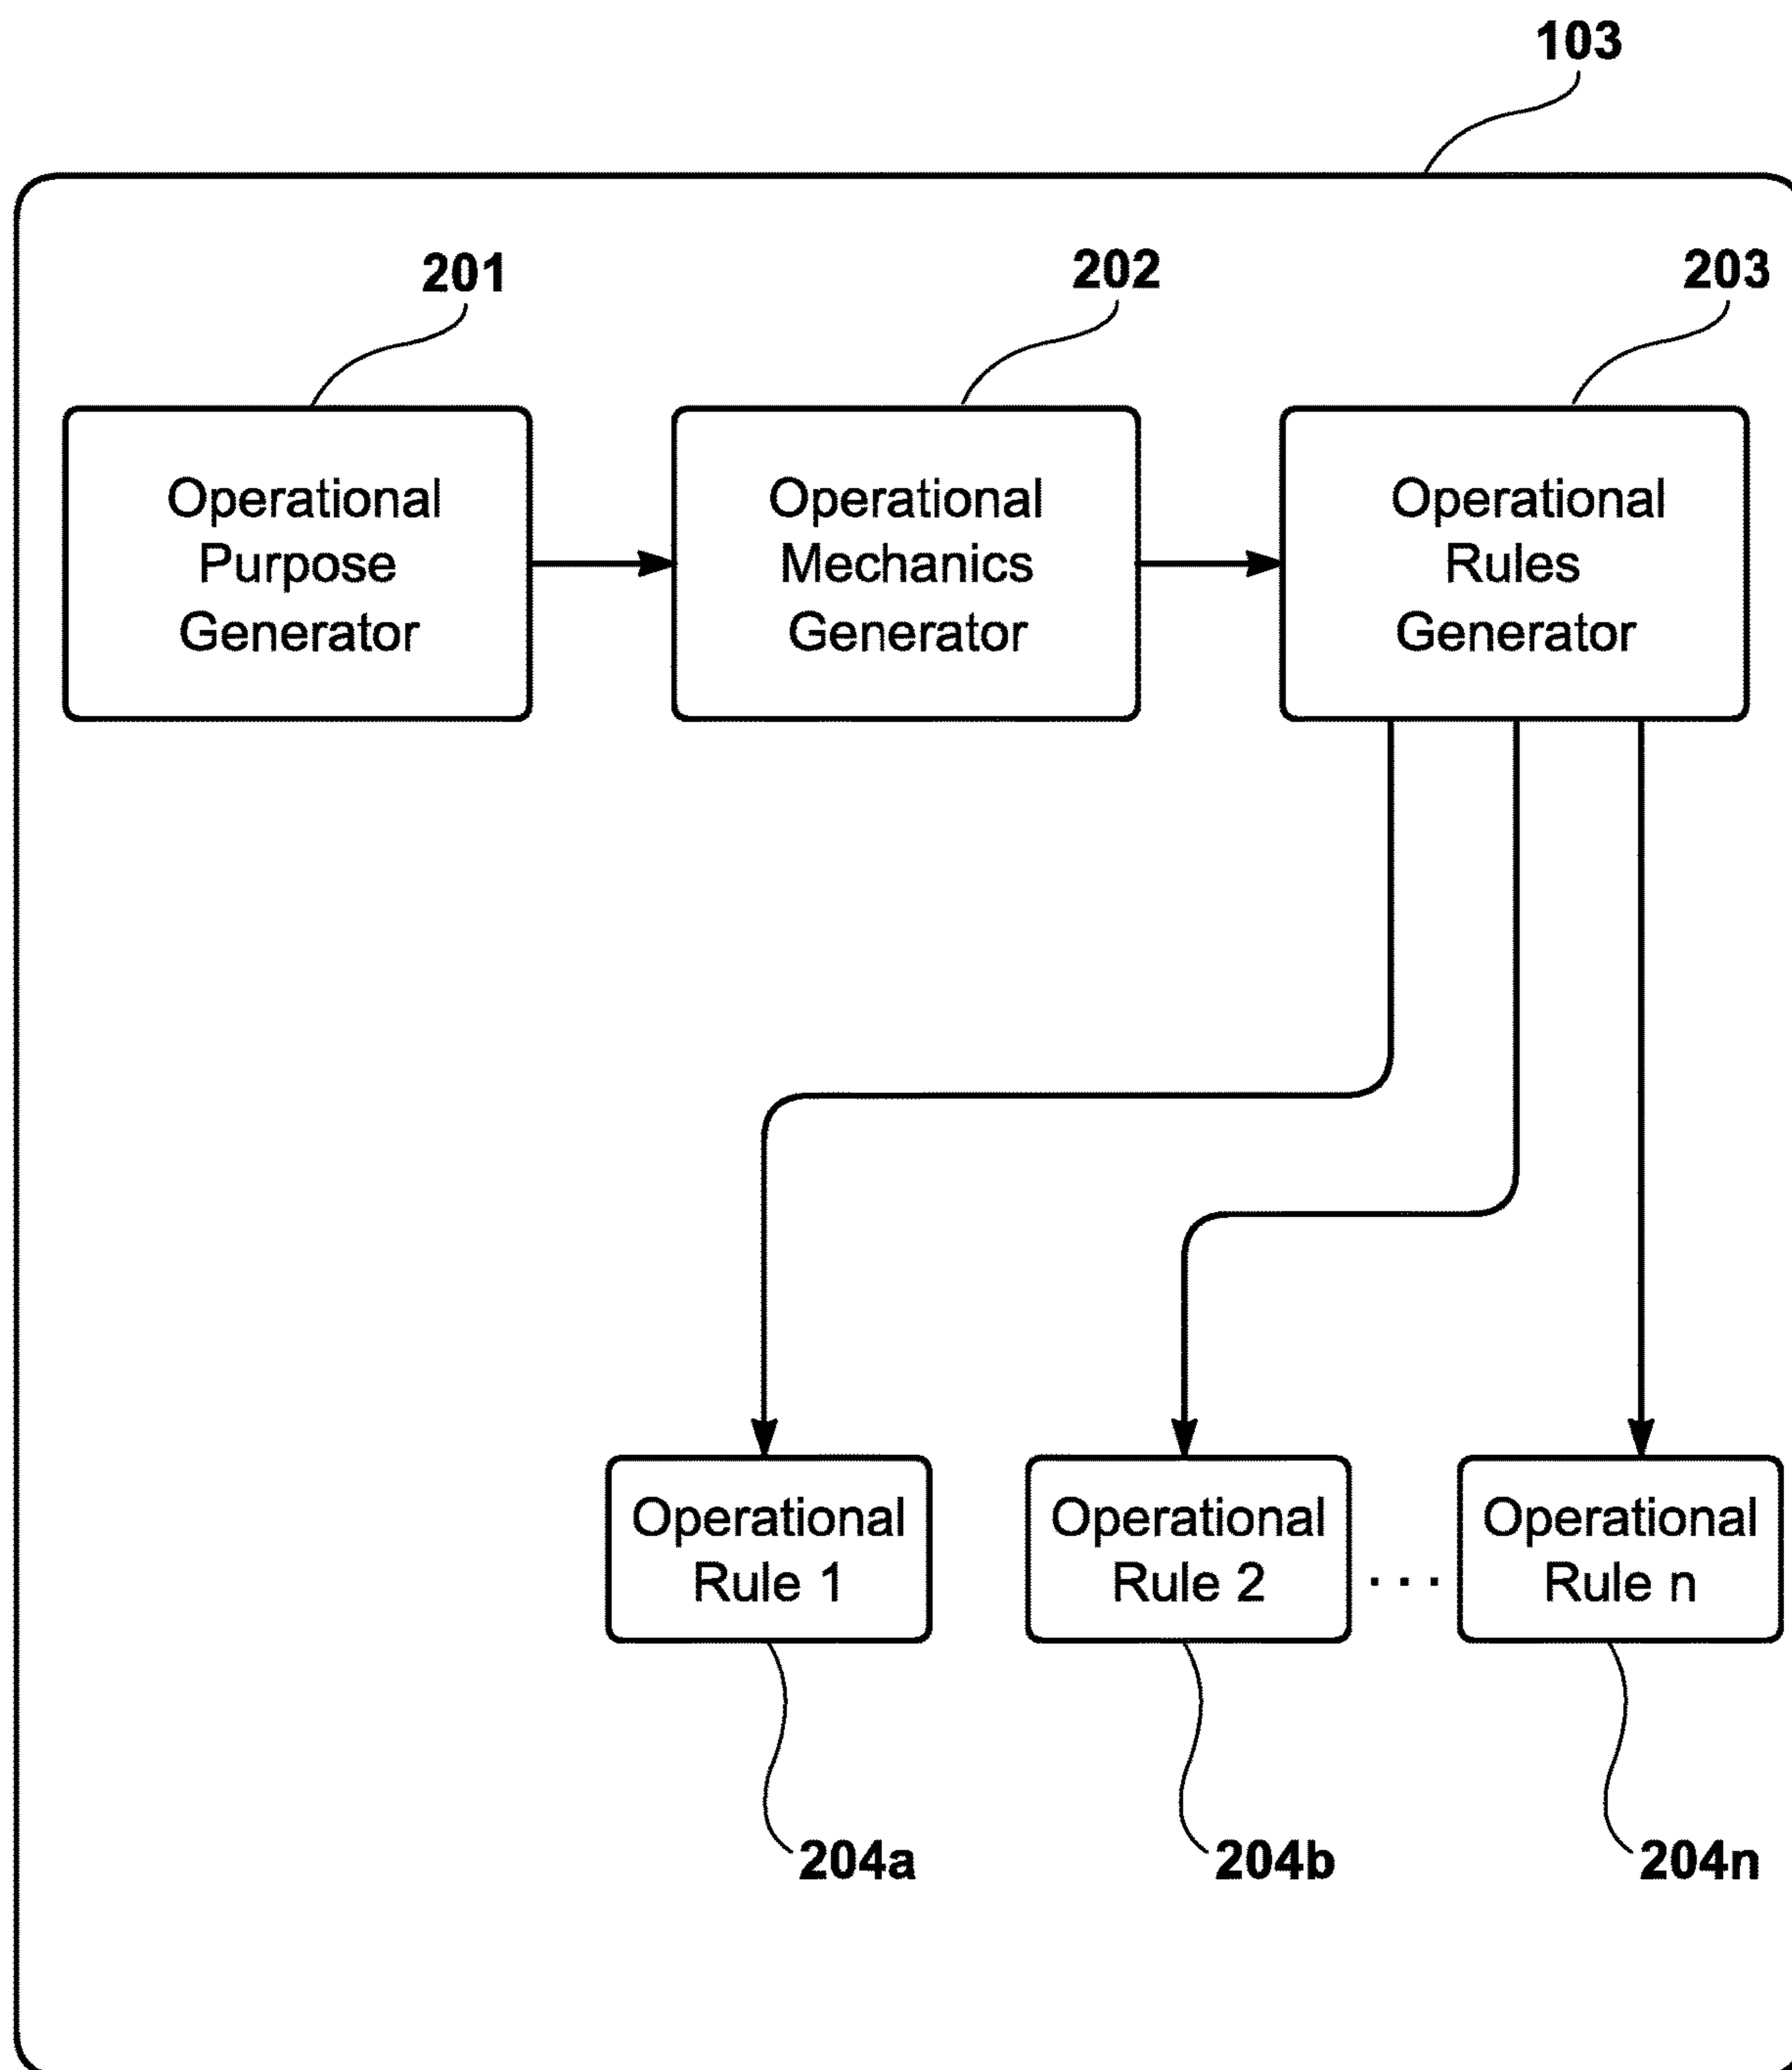 103
201
202
203
Operational
Purpose
Generator
Operational
Mechanics
Generator
Operational
Rules
Generator
Operational
Rule 1
Operational
Rule 2
...
Operational
Rule n
204a
204b
204n